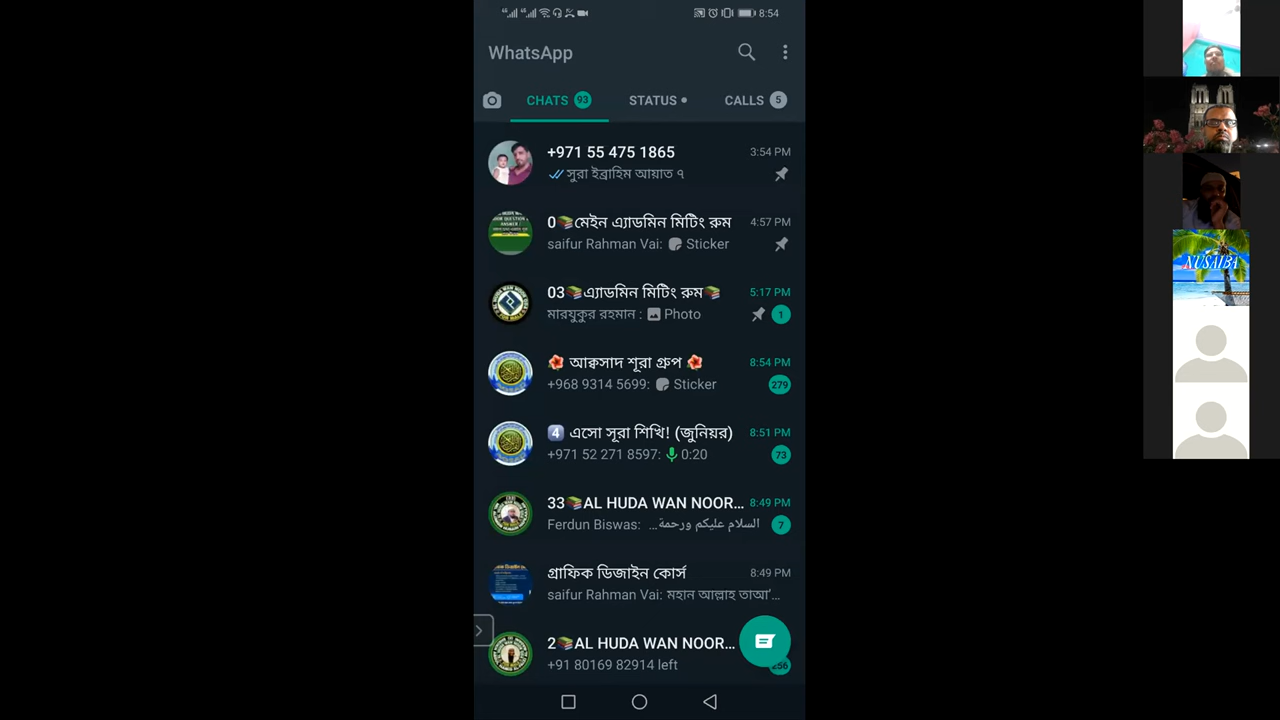 8:54
WhatsApp
CHATS 93 STATUS CALLS 5
+971 55 475 1865 3:54 PM
সুরা ইব্রাহিম আয়াত ৭
0📚মেইন এ্যাডমিন মিটিং রুম 4:57 PM
saifur Rahman Vai: Sticker
03📚এ্যাডমিন মিটিং রুম📚 5:17 PM
মারযুকুর রহমান : Photo 1
🌺 আক্বসাদ শূরা গ্রুপ 🌺 8:54 PM
+968 9314 5699: Sticker 279
4️⃣ এসো সূরা শিখি! (জুনিয়র) 8:51 PM
+971 52 271 8597: 0:20 73
33📚AL HUDA WAN NOOR... 8:49 PM
Ferdun Biswas: السلام عليكم ورحمة... 7
গ্রাফিক ডিজাইন কোর্স 8:49 PM
saifur Rahman Vai: মহান আল্লাহ তাআ'...
2📚AL HUDA WAN NOOR...
+91 80169 82914 left
NUSAIBA